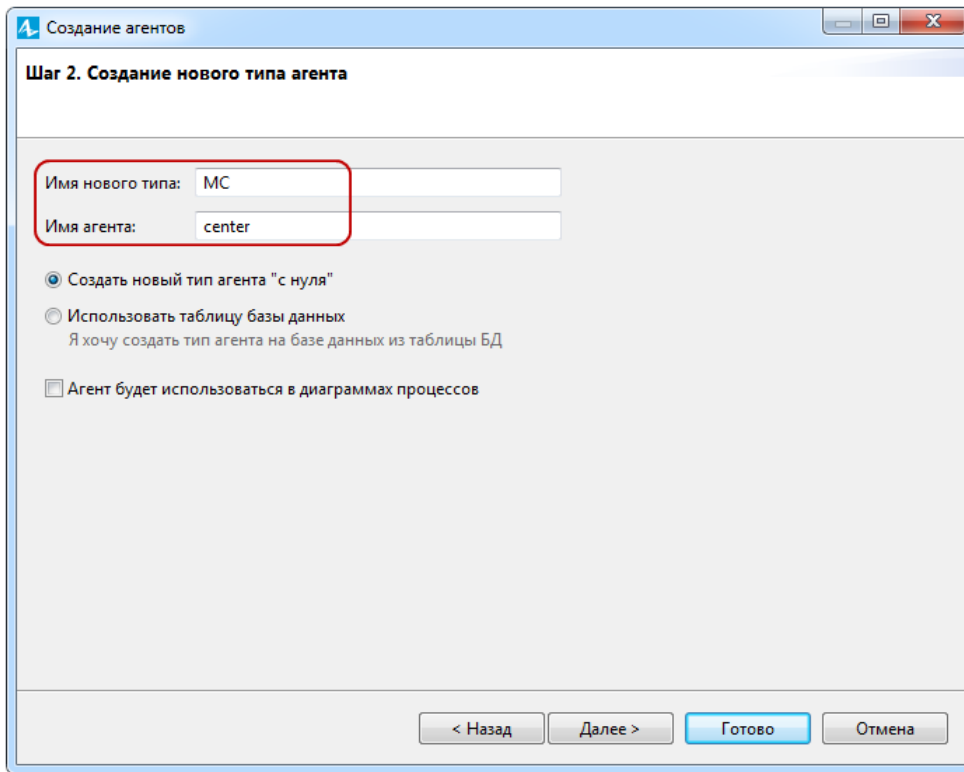 Создание агентов
Шаг 2. Создание нового типа агента
Имя нового типа: MC
Имя агента: center
Создать новый тип агента "с нуля"
Использовать таблицу базы данных
Я хочу создать тип агента на базе данных из таблицы БД
Агент будет использоваться в диаграммах процессов
< Назад Далее > Готово Отмена